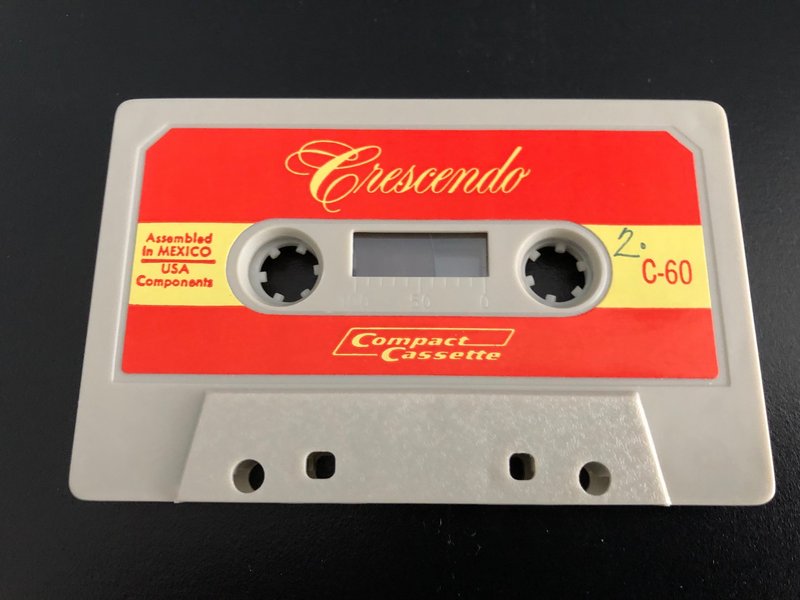 Crescendo
Assembled
in MEXICO
USA
Components
2.
C-60
50
0
Compact
Cassette